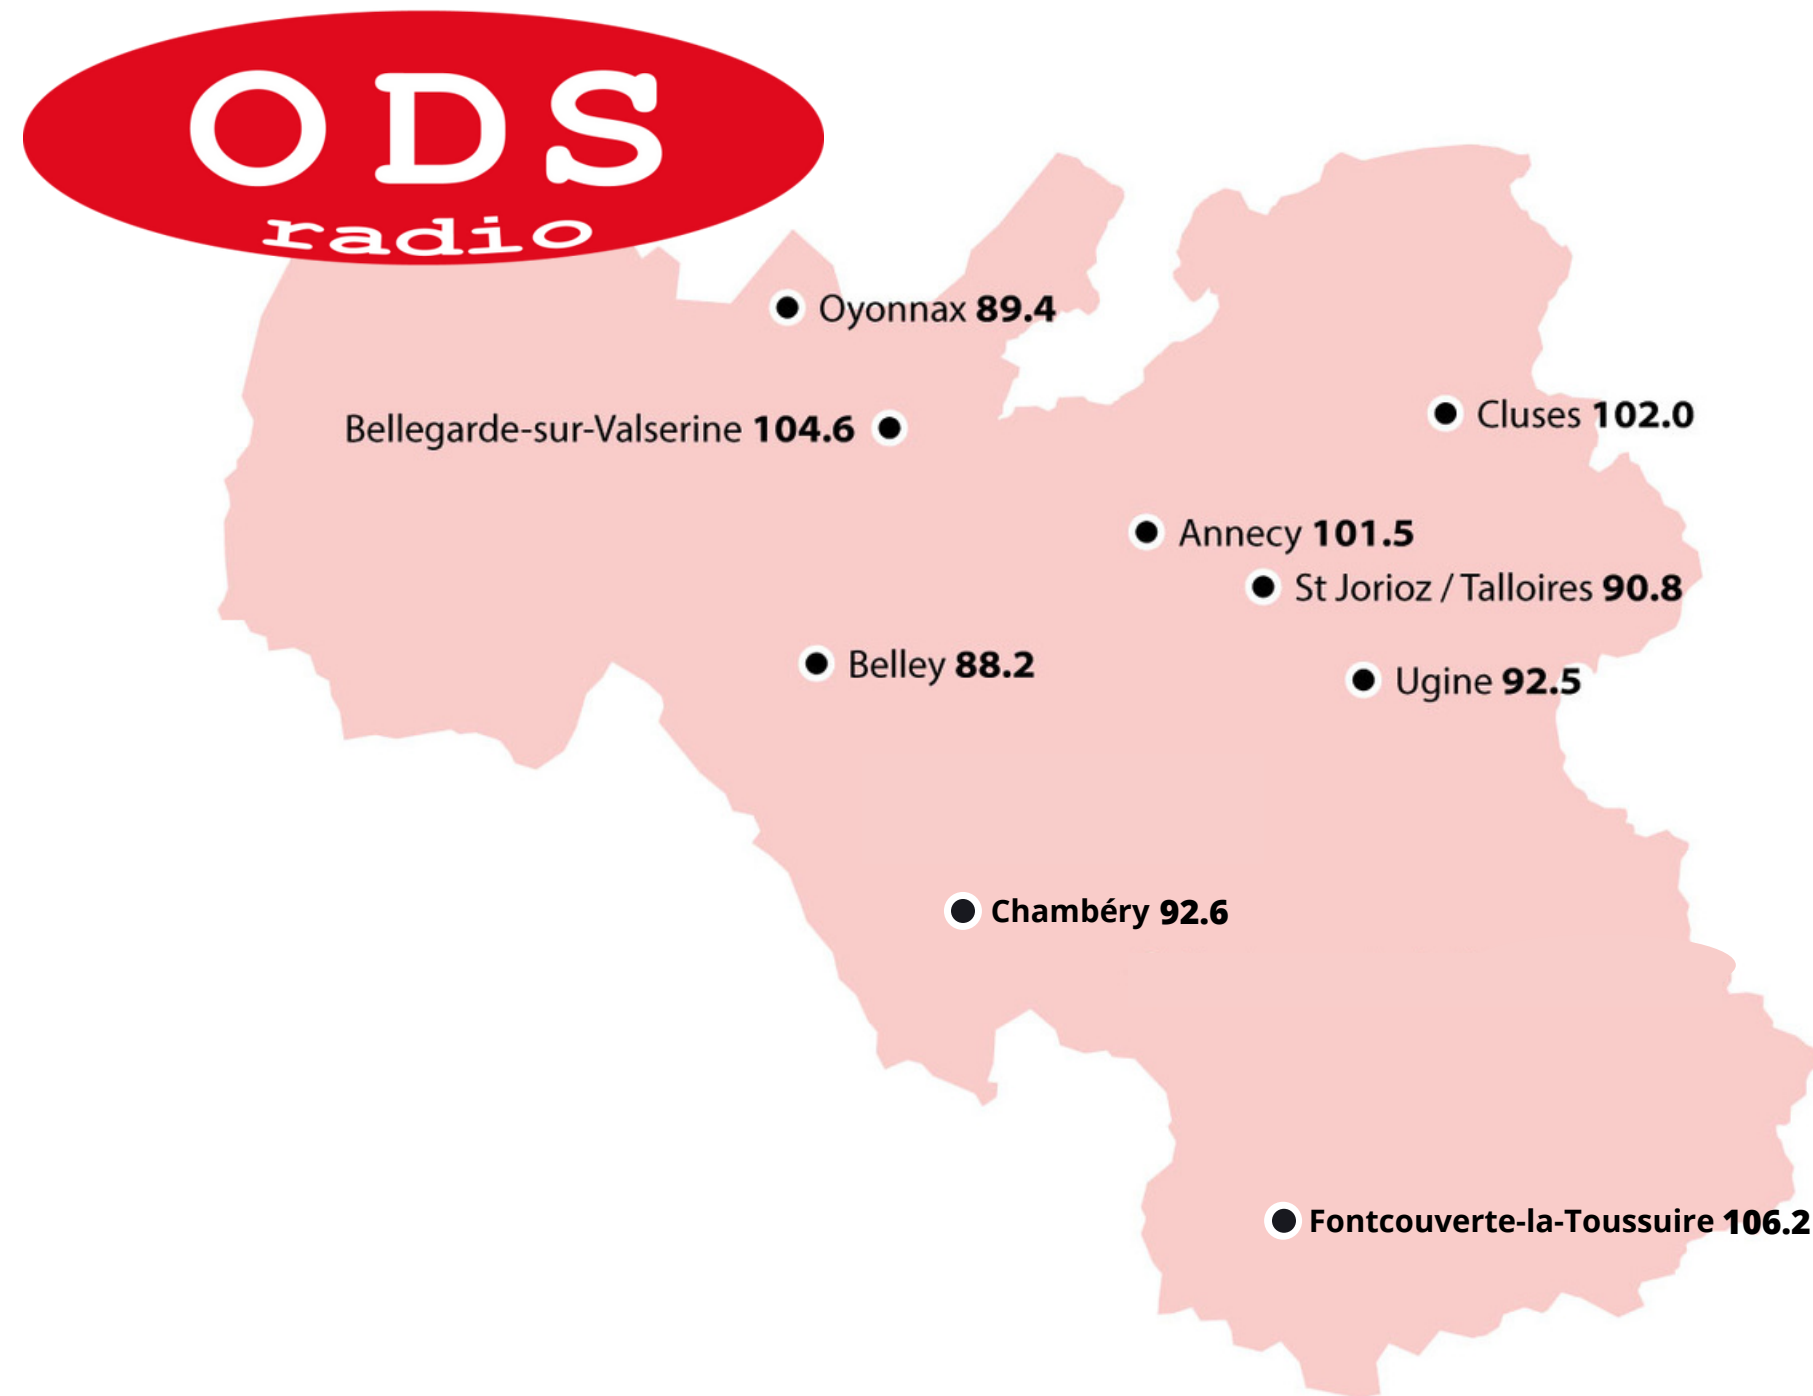 ODS
radio
Oyonnax 89.4
Bellegarde-sur-Valserine 104.6
Cluses 102.0
Annecy 101.5
St Jorioz / Talloires 90.8
Belley 88.2
Ugine 92.5
Chambéry 92.6
Fontcouverte-la-Toussuire 106.2